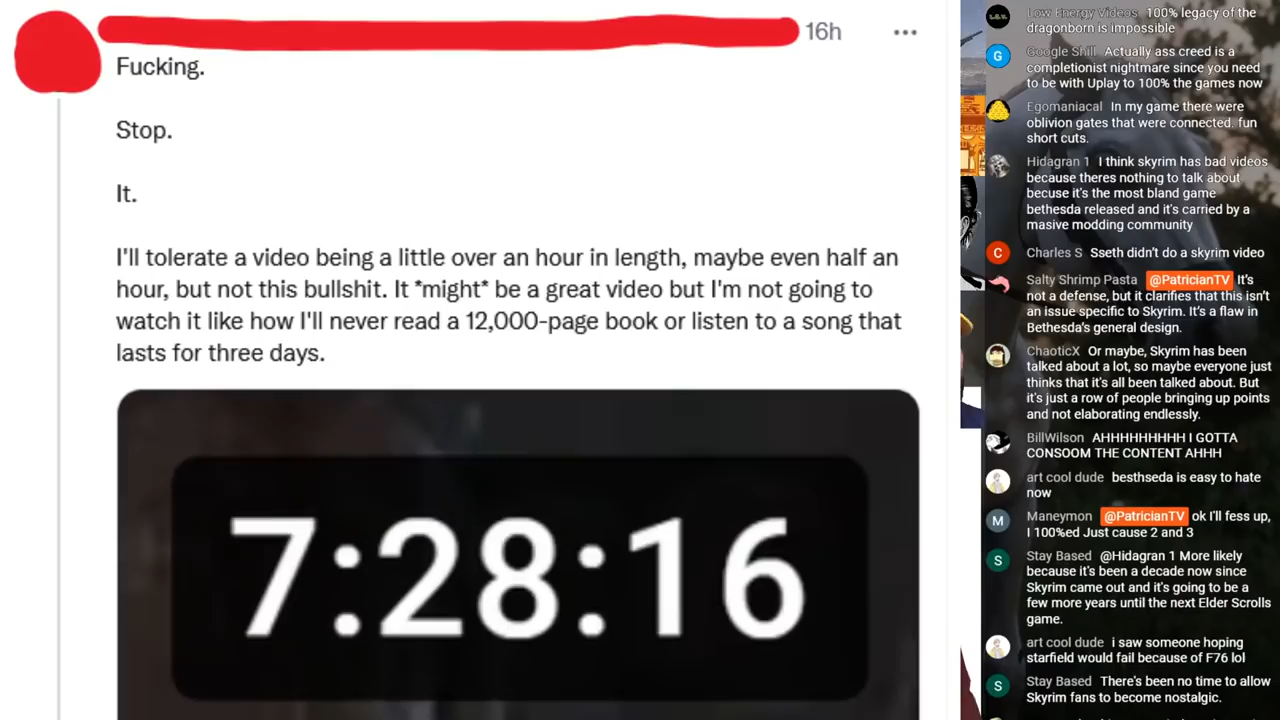 16h
Fucking.
Stop.
It.
I'll tolerate a video being a little over an hour in length, maybe even half an
hour, but not this bullshit. It *might* be a great video but I'm not going to
watch it like how I'll never read a 12,000-page book or listen to a song that
lasts for three days.
7:28:16
Low Energy Videos 100% legacy of the
dragonborn is impossible
G
Google Shill Actually ass creed is a
completionist nightmare since you need
to be with Uplay to 100% the games now
Egomaniacal In my game there were
oblivion gates that were connected. fun
short cuts.
Hidagran 1 I think skyrim has bad videos
because theres nothing to talk about
becuse it's the most bland game
bethesda released and it's carried by a
masive modding community
C
Charles S Sseth didn't do a skyrim video
Salty Shrimp Pasta @PatricianTV It's
not a defense, but it clarifies that this isn't
an issue specific to Skyrim. It's a flaw in
Bethesda's general design.
ChaoticX Or maybe, Skyrim has been
talked about a lot, so maybe everyone just
thinks that it's all been talked about. But
it's just a row of people bringing up points
and not elaborating endlessly.
BillWilson AHHHHHHHHH I GOTTA
CONSOOM THE CONTENT AHHH
art cool dude besthseda is easy to hate
now
M
Maneymon @PatricianTV ok I'll fess up,
I 100%ed Just cause 2 and 3
S
Stay Based @Hidagran 1 More likely
because it's been a decade now since
Skyrim came out and it's going to be a
few more years until the next Elder Scrolls
game.
art cool dude i saw someone hoping
starfield would fail because of F76 lol
S
Stay Based There's been no time to allow
Skyrim fans to become nostalgic.